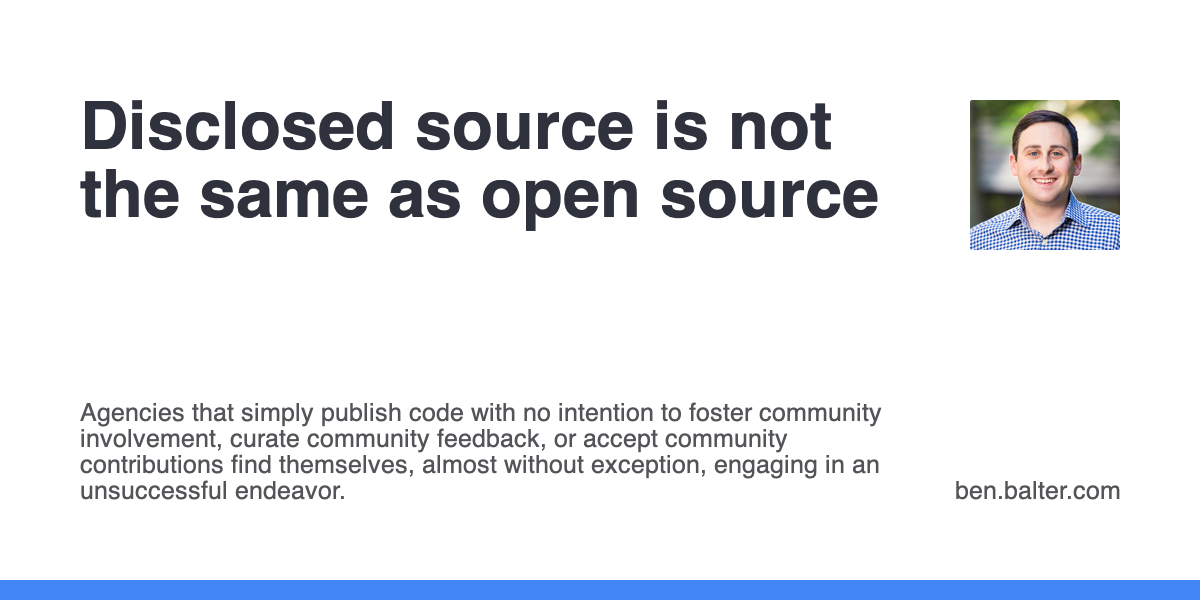 Disclosed source is not
the same as open source
Agencies that simply publish code with no intention to foster community
involvement, curate community feedback, or accept community
contributions find themselves, almost without exception, engaging in an
unsuccessful endeavor.
ben.balter.com